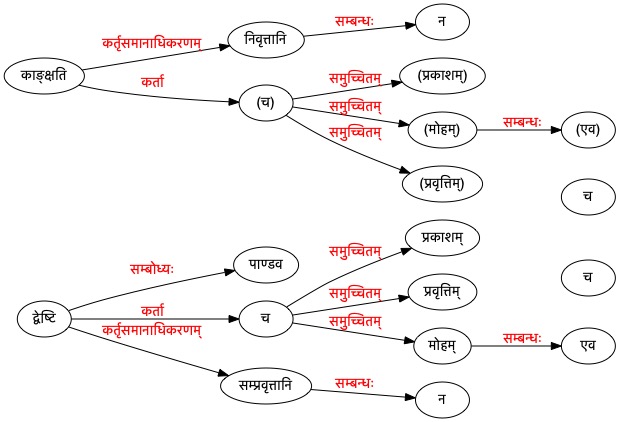 सम्बन्धः
न
कर्तृसमानाधिकरणम्
निवृत्तानि
काङ्क्षति
कर्ता
(च)
समुच्चितम्
(प्रकाशम्)
समुच्चितम्
(मोहम्)
सम्बन्धः
(एव)
समुच्चितम्
(प्रवृत्तिम्)
च
समुच्चितम्
प्रकाशम्
सम्बोध्यः
पाण्डव
च
द्वेष्टि
कर्ता
च
समुच्चितम्
प्रवृत्तिम्
कर्तृसमानाधिकरणम्
समुच्चितम्
मोहम्
सम्बन्धः
एव
सम्प्रवृत्तानि
सम्बन्धः
न